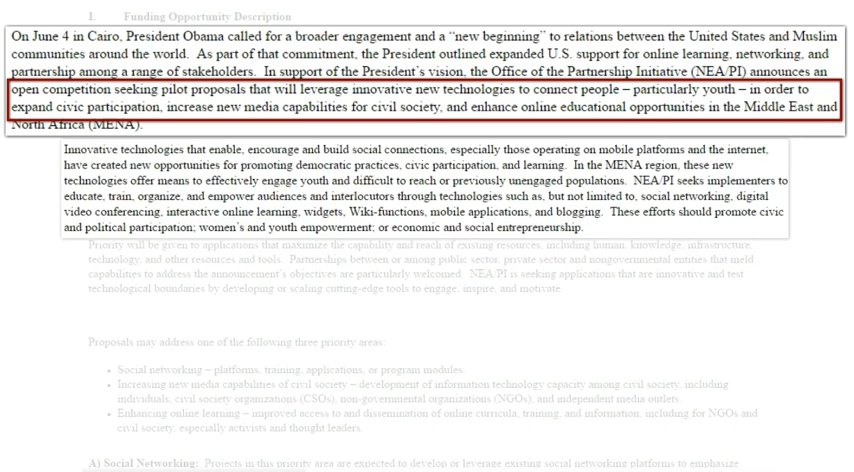 I. Funding Opportunity Description
On June 4 in Cairo, President Obama called for a broader engagement and a “new beginning” to relations between the United States and Muslim
communities around the world. As part of that commitment, the President outlined expanded U.S. support for online learning, networking, and
partnership among a range of stakeholders. In support of the President’s vision, the Office of the Partnership Initiative (NEA/PI) announces an
open competition seeking pilot proposals that will leverage innovative new technologies to connect people – particularly youth – in order to
expand civic participation, increase new media capabilities for civil society, and enhance online educational opportunities in the Middle East and
North Africa (MENA).
Innovative technologies that enable, encourage and build social connections, especially those operating on mobile platforms and the internet,
have created new opportunities for promoting democratic practices, civic participation, and learning. In the MENA region, these new
technologies offer means to effectively engage youth and difficult to reach or previously unengaged populations. NEA/PI seeks implementers to
educate, train, organize, and empower audiences and interlocutors through technologies such as, but not limited to, social networking, digital
video conferencing, interactive online learning, widgets, Wiki-functions, mobile applications, and blogging. These efforts should promote civic
and political participation; women’s and youth empowerment; or economic and social entrepreneurship.
Priority will be given to applications that maximize the capability and reach of existing resources, including human, knowledge, infrastructure,
technology, and other resources and tools. Partnerships between or among public sector, private sector and nongovernmental entities that meld
capabilities to address the announcement’s objectives are particularly welcomed. NEA/PI is seeking applications that are innovative and test
technological boundaries by developing or scaling cutting-edge tools to engage, inspire, and motivate.
Proposals may address one of the following three priority areas:
• Social networking – platforms, training, applications, or program modules.
• Increasing new media capabilities of civil society – development of information technology capacity among civil society, including
individuals, civil society organizations (CSOs), non-governmental organizations (NGOs), and independent media outlets.
• Enhancing online learning – improved access to and dissemination of online curricula, training, and information, including for NGOs and
civil society, especially activists and thought leaders.
A) Social Networking: Projects in this priority area are expected to develop or leverage existing social networking platforms to emphasize